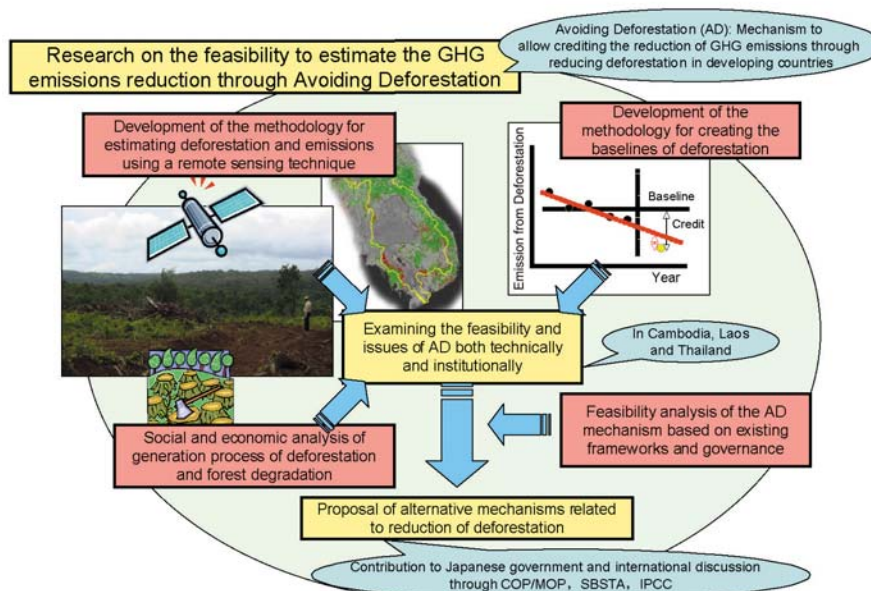 Avoiding Deforestation (AD): Mechanism to
allow crediting the reduction of GHG emissions through
reducing deforestation in developing countries
Research on the feasibility to estimate the GHG
emissions reduction through Avoiding Deforestation
Development of the methodology for
estimating deforestation and emissions
using a remote sensing technique
Development of the
methodology for creating the
baselines of deforestation
Emission from Deforestation
Baseline
Credit
Year
Examining the feasibility and
issues of AD both technically
and institutionally
In Cambodia, Laos
and Thailand
Social and economic analysis of
generation process of deforestation
and forest degradation
Feasibility analysis of the AD
mechanism based on existing
frameworks and governance
Proposal of alternative mechanisms related
to reduction of deforestation
Contribution to Japanese government and international discussion
through COP/MOP, SBSTA, IPCC